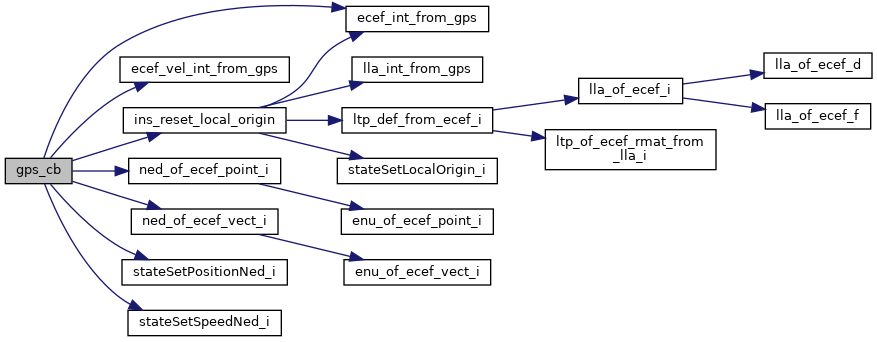 ecef_int_from_gps
ecef_vel_int_from_gps
lla_int_from_gps
lla_of_ecef_d
lla_of_ecef_i
ins_reset_local_origin
ltp_def_from_ecef_i
lla_of_ecef_f
ltp_of_ecef_rmat_from
_lla_i
gps_cb
ned_of_ecef_point_i
stateSetLocalOrigin_i
ned_of_ecef_vect_i
enu_of_ecef_point_i
stateSetPositionNed_i
enu_of_ecef_vect_i
stateSetSpeedNed_i